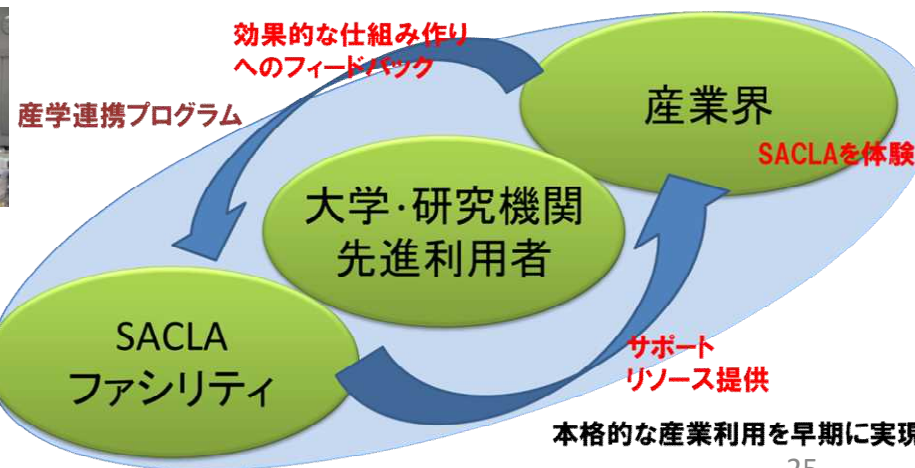 効果的な仕組み作り
へのフィードバック
産学連携プログラム
産業界
SACLAを体験
大学･研究機関
先進利用者
SACLA
ファシリティ
サポート
リソース提供
本格的な産業利用を早期に実現
25